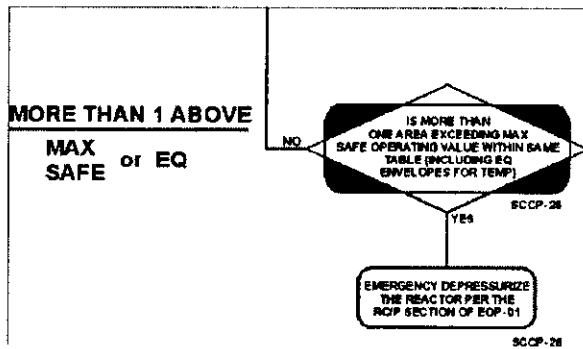 MORE THAN 1 ABOVE
MAX
SAFE or EQ
NO
IS MORE THAN
ONE AREA EXCEEDING MAX
SAFE OPERATING VALUE WITHIN SAME
TABLE (INCLUDING EQ
ENVELOPES FOR TEMP)
SCCP-26
YES
EMERGENCY DEPRESSURIZE
THE REACTOR PER THE
RC/P SECTION OF EOP-01
SCCP-28